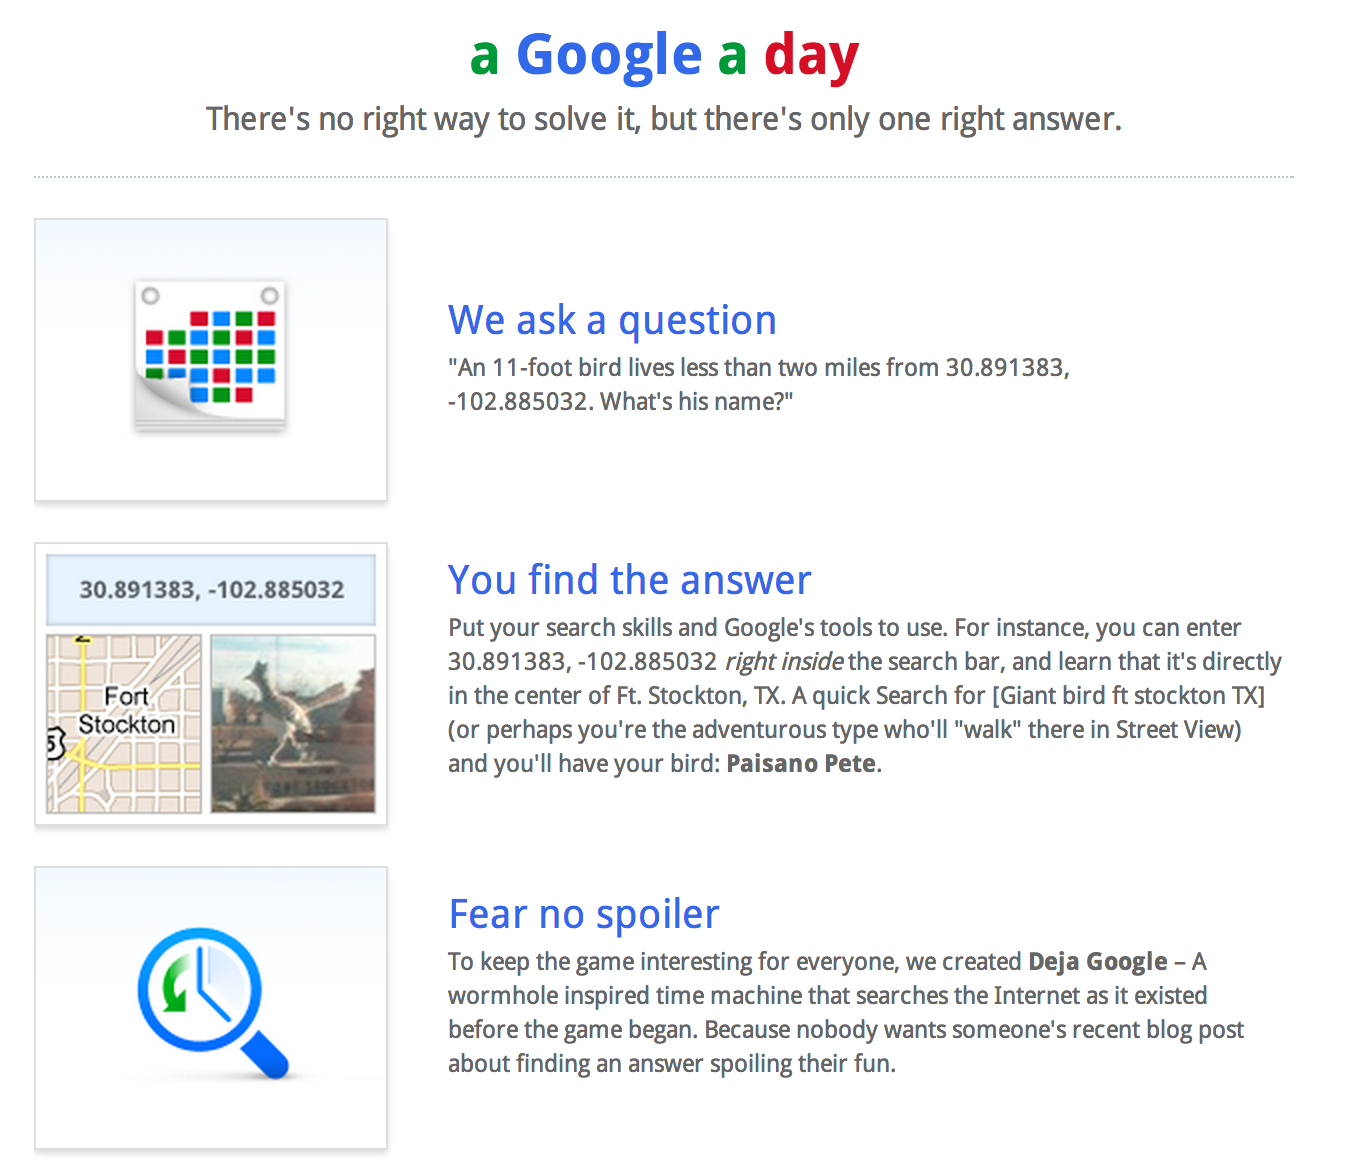 a Google a day
There's no right way to solve it, but there's only one right answer.
We ask a question
"An 11-foot bird lives less than two miles from 30.891383,
-102.885032. What's his name?"
30.891383, -102.885032
Fort
Stockton
You find the answer
Put your search skills and Google's tools to use. For instance, you can enter
30.891383, -102.885032 right inside the search bar, and learn that it's directly
in the center of Ft. Stockton, TX. A quick Search for [Giant bird ft stockton TX]
(or perhaps you're the adventurous type who'll "walk" there in Street View)
and you'll have your bird: Paisano Pete.
Fear no spoiler
To keep the game interesting for everyone, we created Deja Google – A
wormhole inspired time machine that searches the Internet as it existed
before the game began. Because nobody wants someone's recent blog post
about finding an answer spoiling their fun.